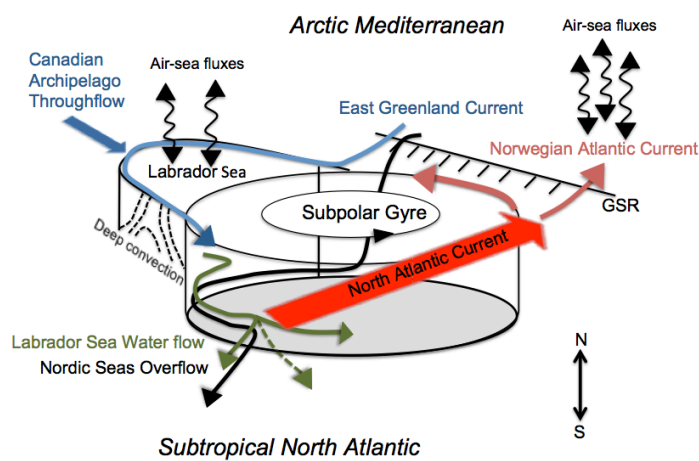 Arctic Mediterranean
Air-sea fluxes
Canadian
Archipelago
Throughflow
Air-sea fluxes
East Greenland Current
Norwegian Atlantic Current
Labrador Sea
GSR
Subpolar Gyre
Deep convection
North Atlantic Current
Labrador Sea Water flow
Nordic Seas Overflow
N
S
Subtropical North Atlantic